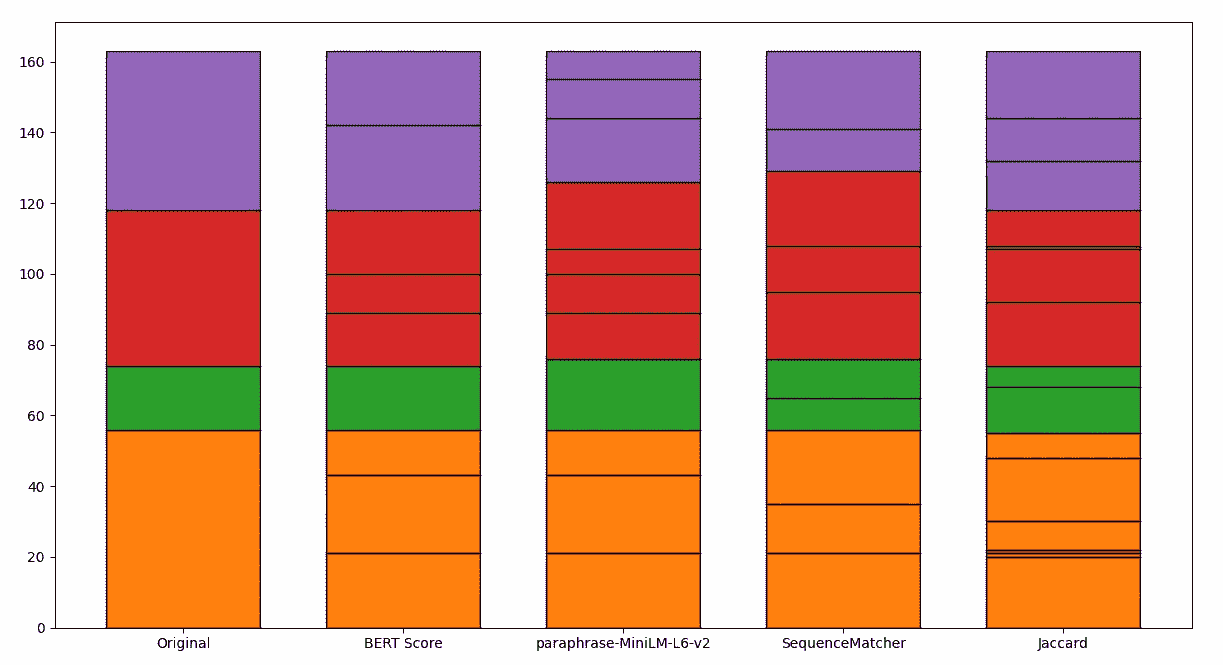 160
140
120
100
80
60
40
20
0
Original
BERT Score
paraphrase-MiniLM-L6-v2
SequenceMatcher
Jaccard